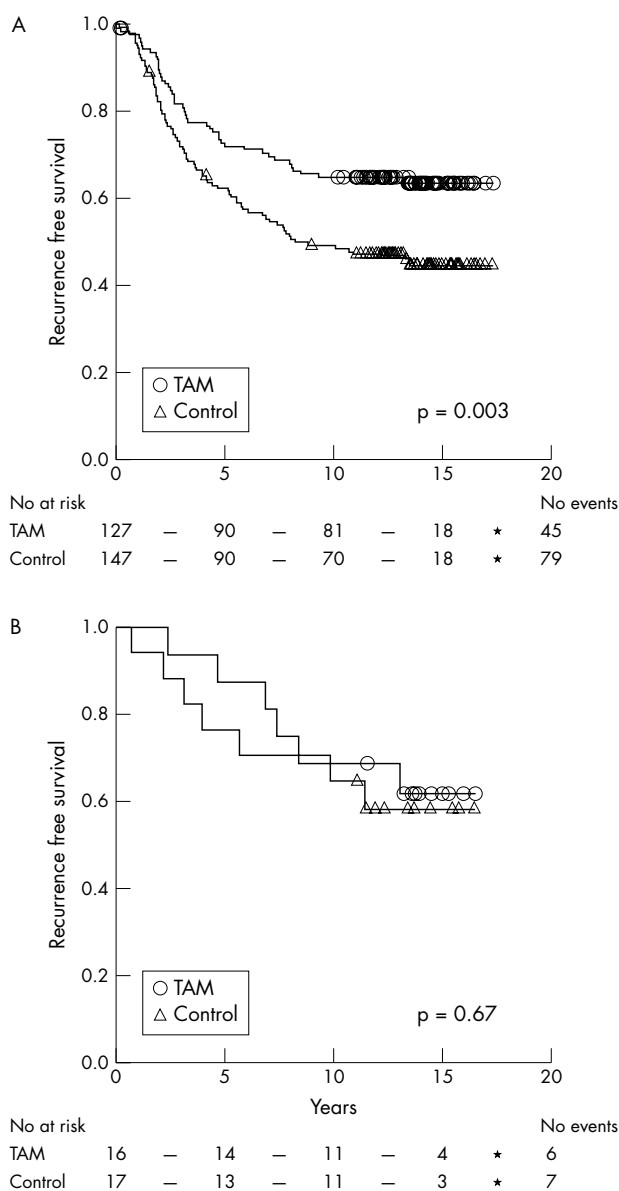 A
1.0
0.8
0.6
0.4
0.2
0.0
Recurrence free survival
TAM
Control
p = 0.003
0 5 10 15 20
No at risk No events
TAM 127 – 90 – 81 – 18 ★ 45
Control 147 – 90 – 70 – 18 ★ 79
B
1.0
0.8
0.6
0.4
0.2
0.0
Recurrence free survival
TAM
Control
p = 0.67
0 5 10 15 20
Years
No at risk No events
TAM 16 – 14 – 11 – 4 ★ 6
Control 17 – 13 – 11 – 3 ★ 7